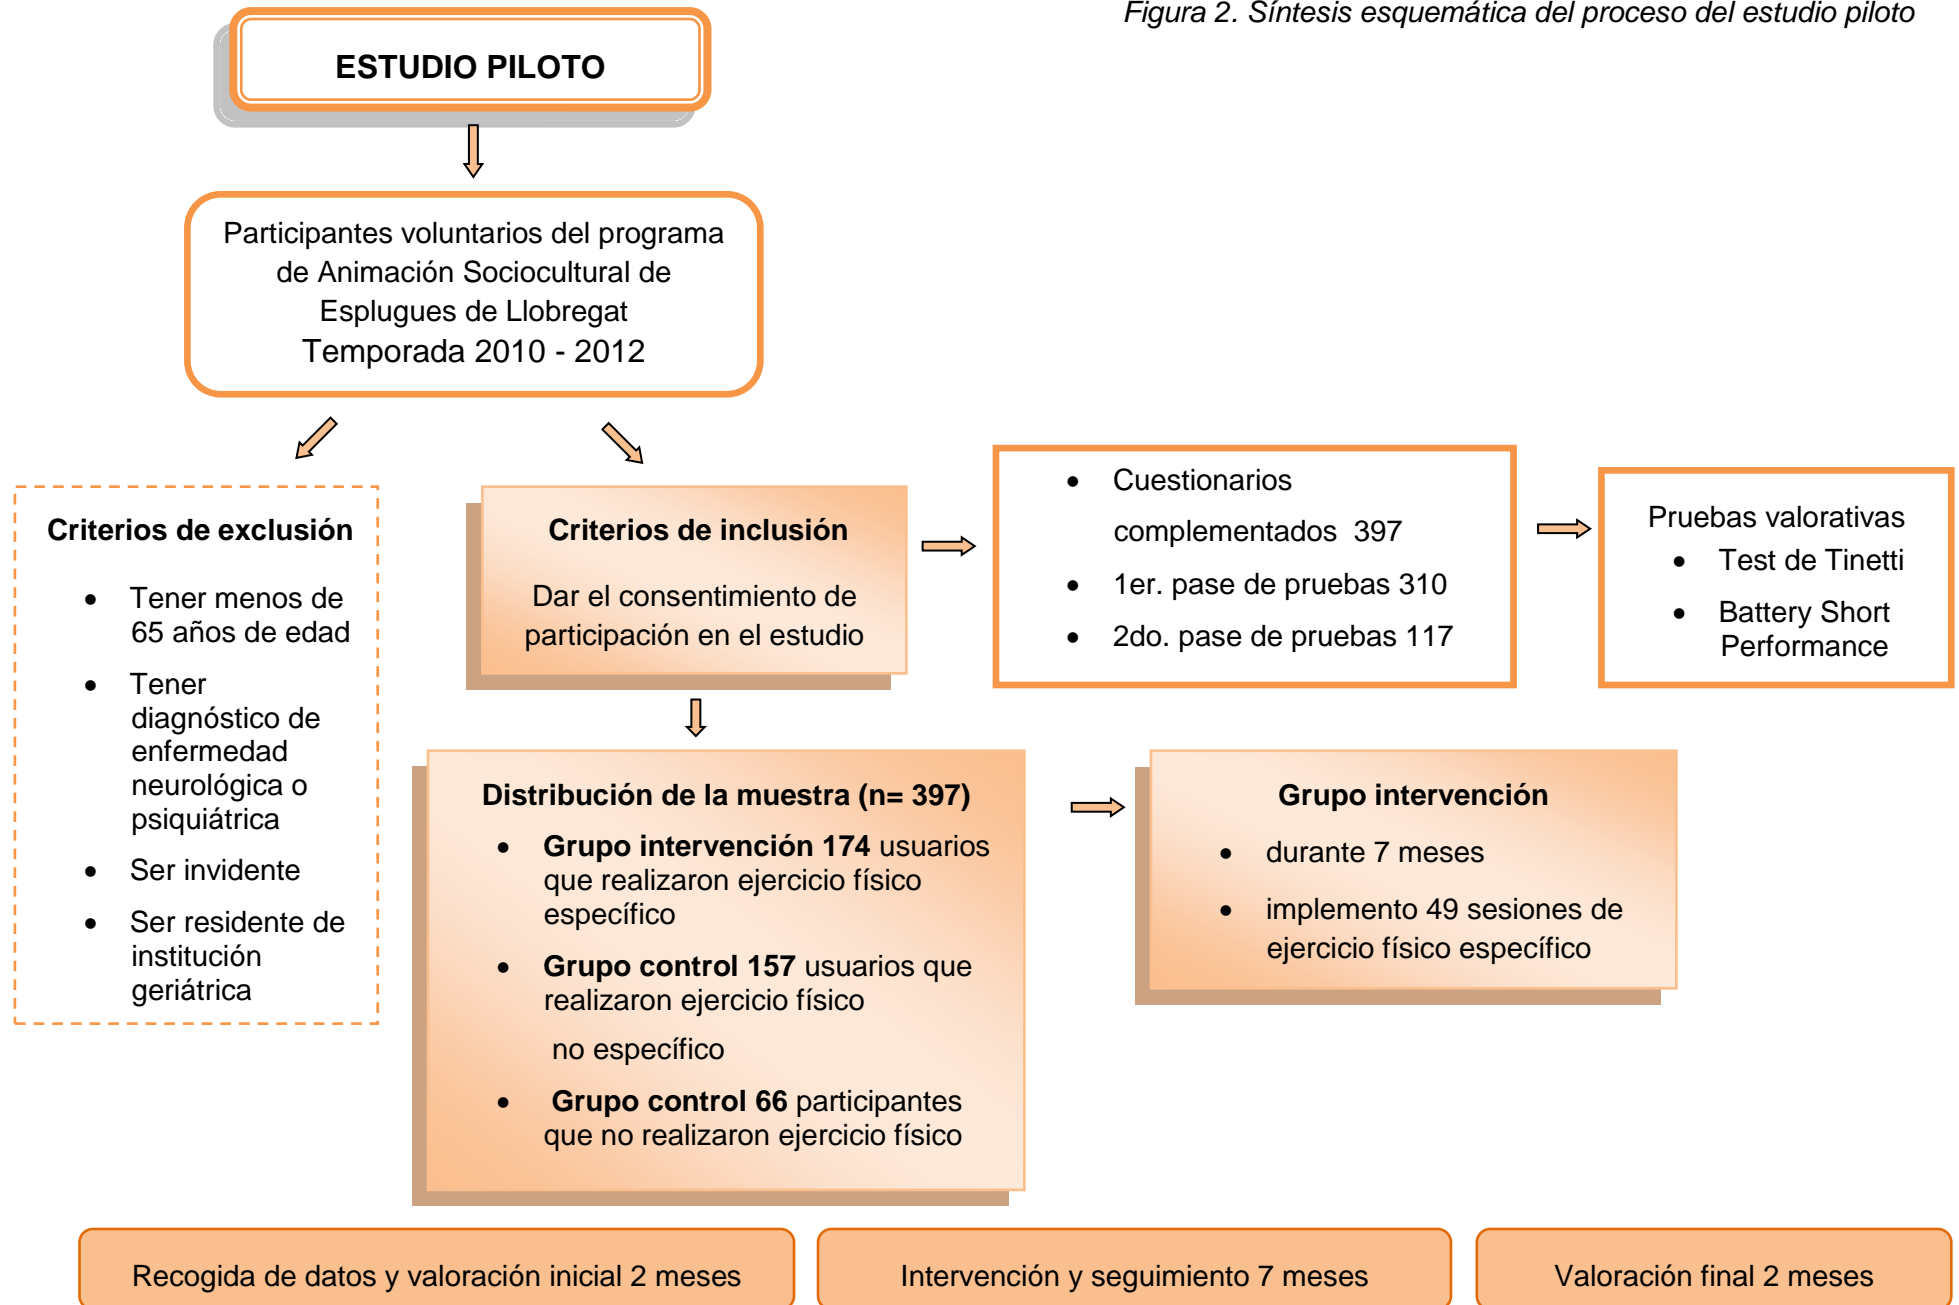 Figura 2. Síntesis esquemática del proceso del estudio piloto
ESTUDIO PILOTO
Participantes voluntarios del programa
de Animación Sociocultural de
Esplugues de Llobregat
Temporada 2010 - 2012
Criterios de exclusión
• Tener menos de
65 años de edad
• Tener
diagnóstico de
enfermedad
neurológica o
psiquiátrica
• Ser invidente
• Ser residente de
institución
geriátrica
Criterios de inclusión
Dar el consentimiento de
participación en el estudio
• Cuestionarios
complementados 397
• 1er. pase de pruebas 310
• 2do. pase de pruebas 117
Pruebas valorativas
• Test de Tinetti
• Battery Short
Performance
Distribución de la muestra (n= 397)
• Grupo intervención 174 usuarios
que realizaron ejercicio físico
específico
• Grupo control 157 usuarios que
realizaron ejercicio físico
no específico
• Grupo control 66 participantes
que no realizaron ejercicio físico
Grupo intervención
• durante 7 meses
• implemento 49 sesiones de
ejercicio físico específico
Recogida de datos y valoración inicial 2 meses
Intervención y seguimiento 7 meses
Valoración final 2 meses